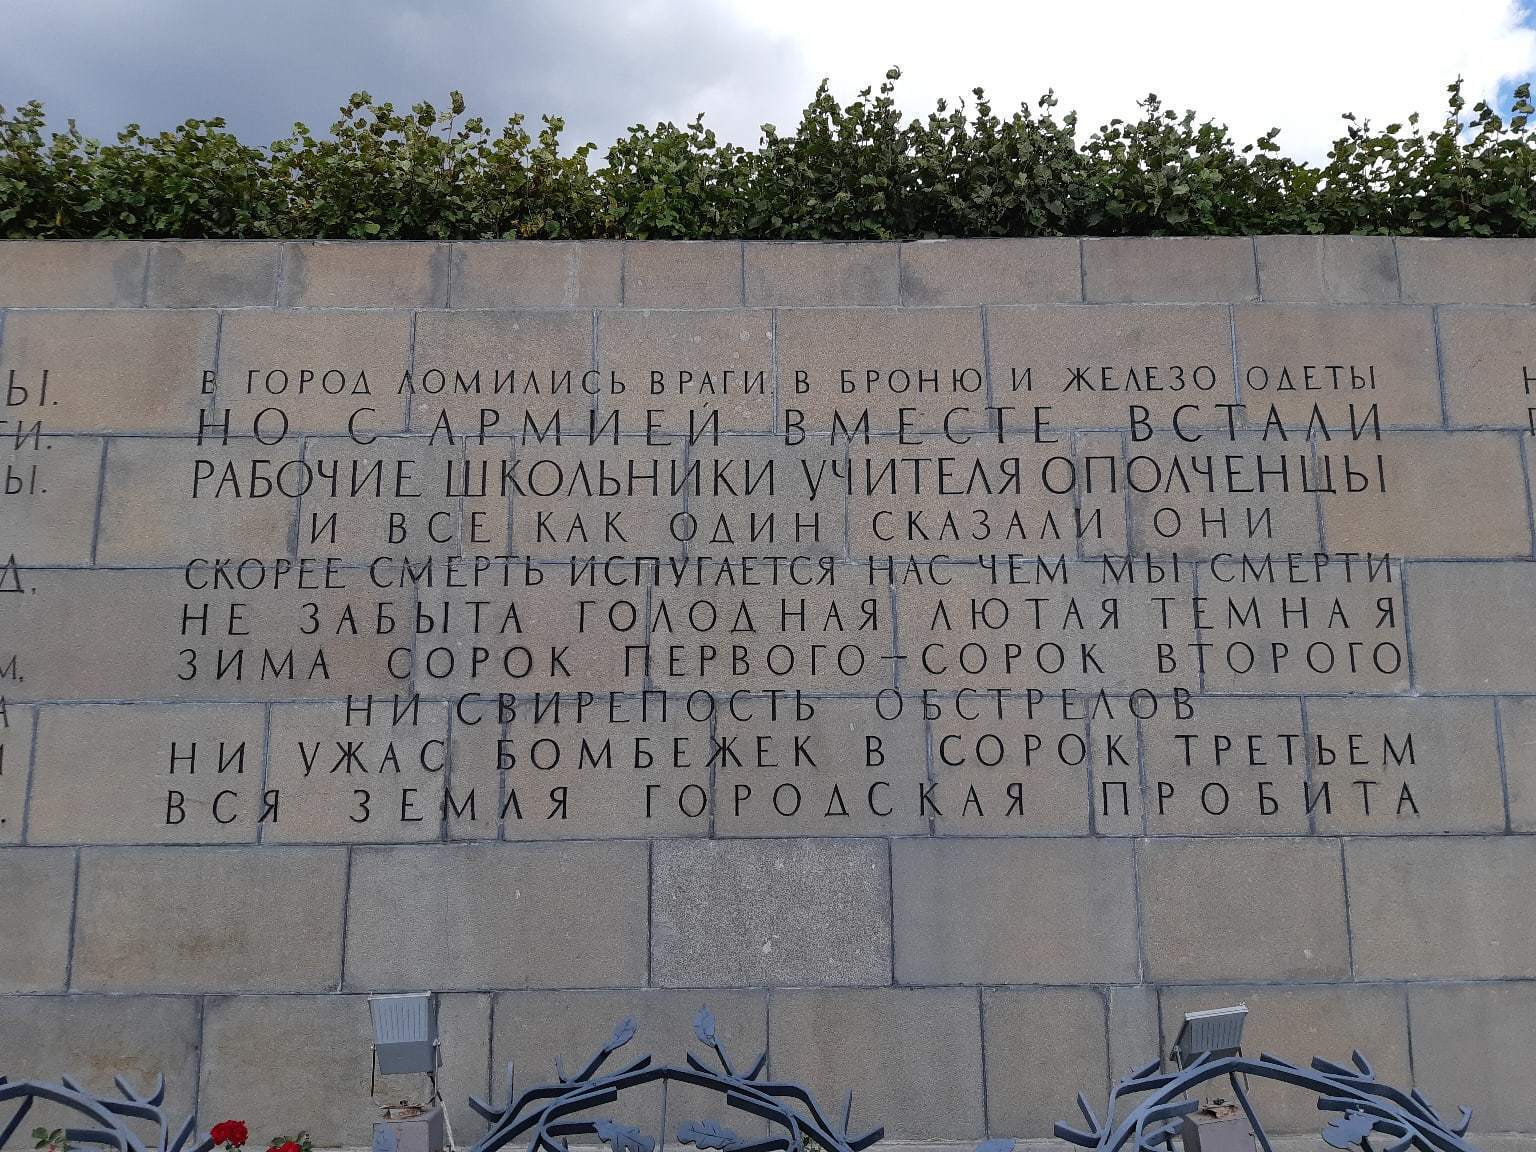 В ГОРОД ЛОМИЛИСЬ ВРАГИ, В БРОНЮ И ЖЕЛЕЗО ОДЕТЫ
НО С АРМИЕЙ ВМЕСТЕ ВСТАЛИ
РАБОЧИЕ ШКОЛЬНИКИ УЧИТЕЛЯ ОПОЛЧЕНЦЫ
И ВСЕ КАК ОДИН СКАЗАЛИ ОНИ
СКОРЕЕ СМЕРТЬ ИСПУГАЕТСЯ НАС ЧЕМ МЫ СМЕРТИ
НЕ ЗАБЫТА ГОЛОДНАЯ ЛЮТАЯ ТЕМНАЯ
ЗИМА СОРОК ПЕРВОГО-СОРОК ВТОРОГО
НИ СВИРЕПОСТЬ ОБСТРЕЛОВ
НИ УЖАС БОМБЕЖЕК В СОРОК ТРЕТЬЕМ
ВСЯ ЗЕМЛЯ ГОРОДСКАЯ ПРОБИТА